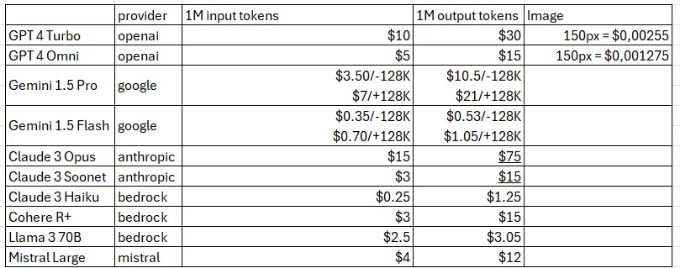 provider 1M input tokens 1M output tokens Image
GPT 4 Turbo openai $10 $30 150px = $0,00255
GPT 4 Omni openai $5 $15 150px = $0,001275
Gemini 1.5 Pro google $3.50/-128K $10.5/-128K
$7/+128K $21/+128K
Gemini 1.5 Flash google $0.35/-128K $0.53/-128K
$0.70/+128K $1.05/+128K
Claude 3 Opus anthropic $15 $75
Claude 3 Soonet anthropic $3 $15
Claude 3 Haiku bedrock $0.25 $1.25
Cohere R+ bedrock $3 $15
Llama 3 70B bedrock $2.5 $3.05
Mistral Large mistral $4 $12